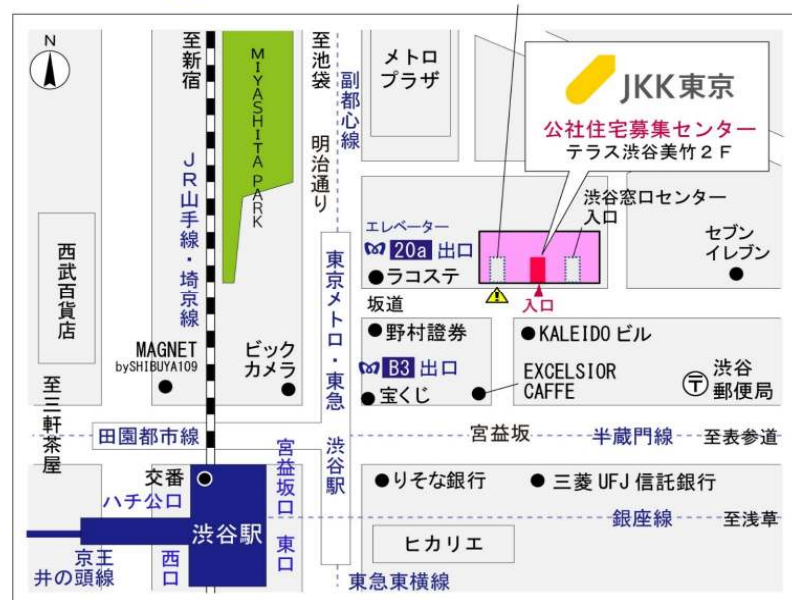 N
至新宿
MIYASHITA PARK
至池袋
副都心線
明治通り
メトロ
プラザ
JKK東京
公社住宅募集センター
テラス渋谷美竹2F
JR山手線・埼京線
西武百貨店
エレベーター
20a 出口
ラコステ
渋谷窓口センター
入口
セブン
イレブン
坂道
入口
東京メトロ・東急 渋谷駅
野村證券
KALEIDOビル
MAGNET
bySHIBUYA109
ビック
カメラ
B3 出口
宝くじ
EXCELSIOR
CAFFE
〒
渋谷
郵便局
至三軒茶屋
田園都市線
宮益坂
半蔵門線
至表参道
交番
ハチ公口
宮益坂口
りそな銀行
三菱UFJ信託銀行
渋谷駅
銀座線
至浅草
京王
井の頭線
西口
東口
ヒカリエ
東急東横線